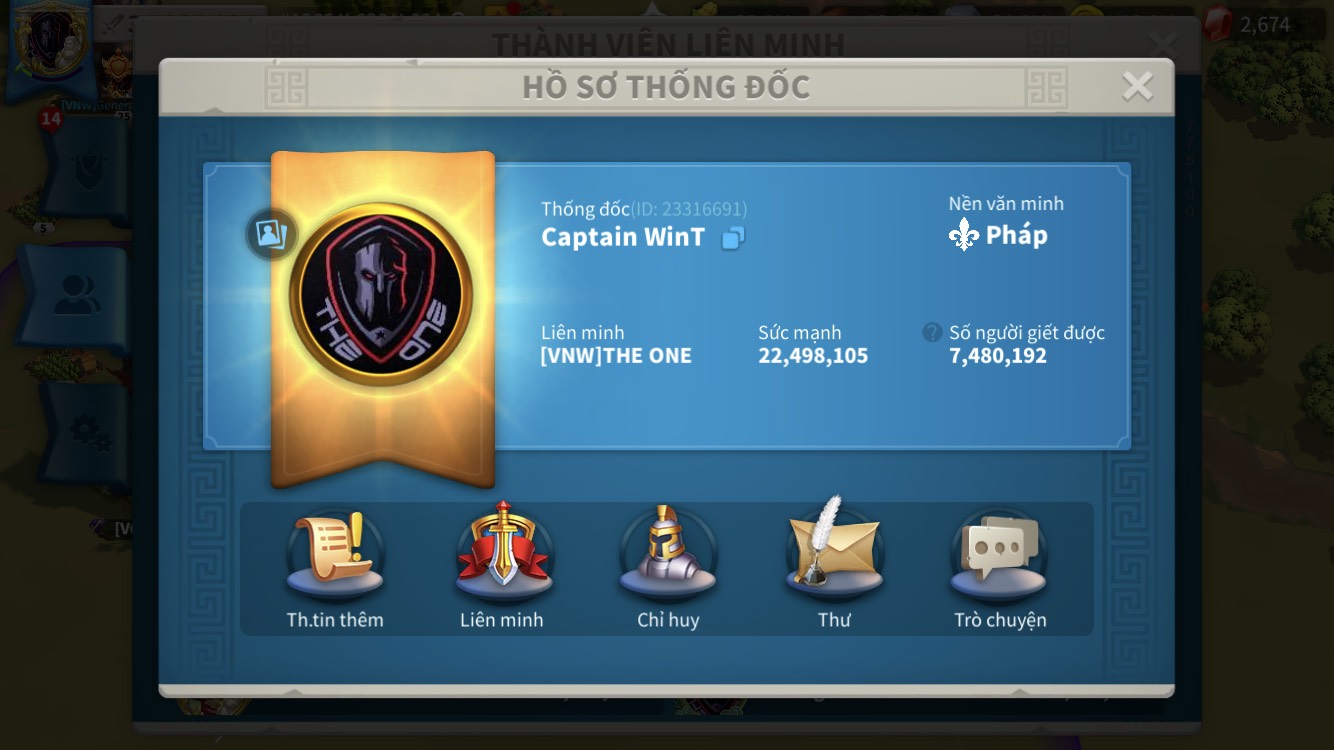 2,674
THÀNH VIÊN LIÊN MINH
HỒ SƠ THỐNG ĐỐC
14
5
Thống đốc(ID: 23316691)
Captain WinT
Nền văn minh
Pháp
THE ONE
Liên minh
[VNW]THE ONE
Sức mạnh
22,498,105
? Số người giết được
7,480,192
Th.tin thêm
Liên minh
Chỉ huy
Thư
Trò chuyện